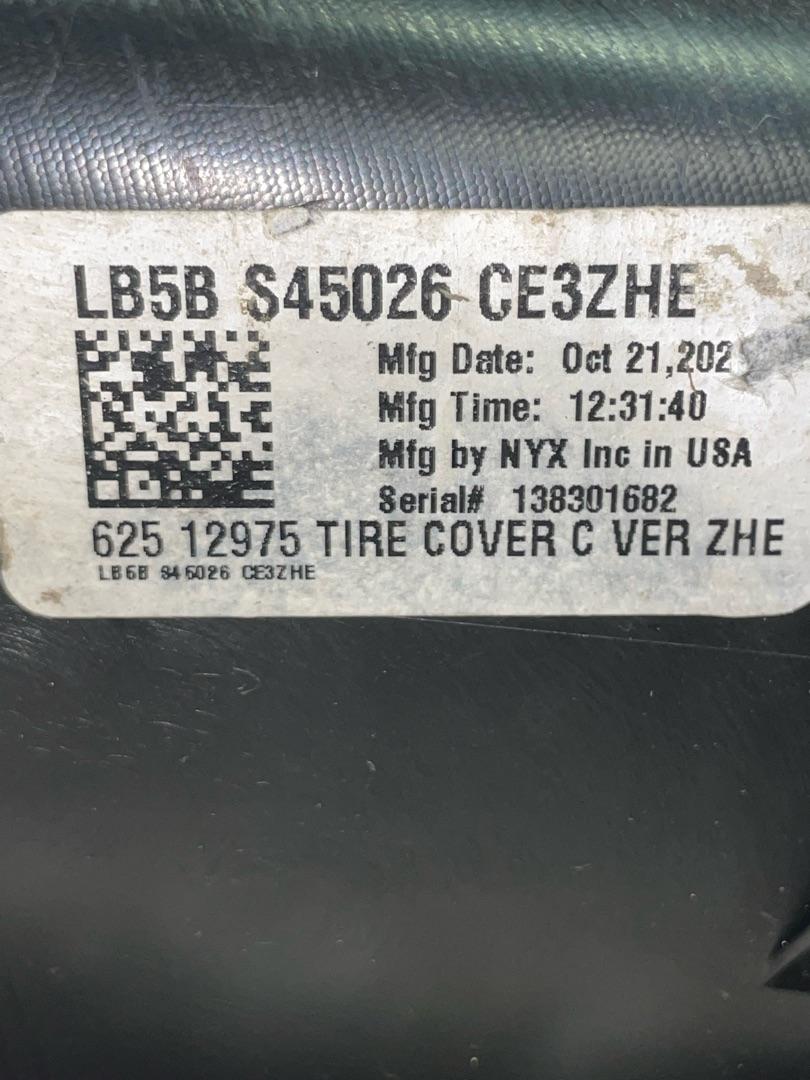 LB5B S45026 CE3ZHE
Mfg Date: Oct 21,202
Mfg Time: 12:31:40
Mfg by NYX Inc in USA
Serial# 138301682
625 12975 TIRE COVER C VER ZHE
LB5B S45026 CE3ZHE